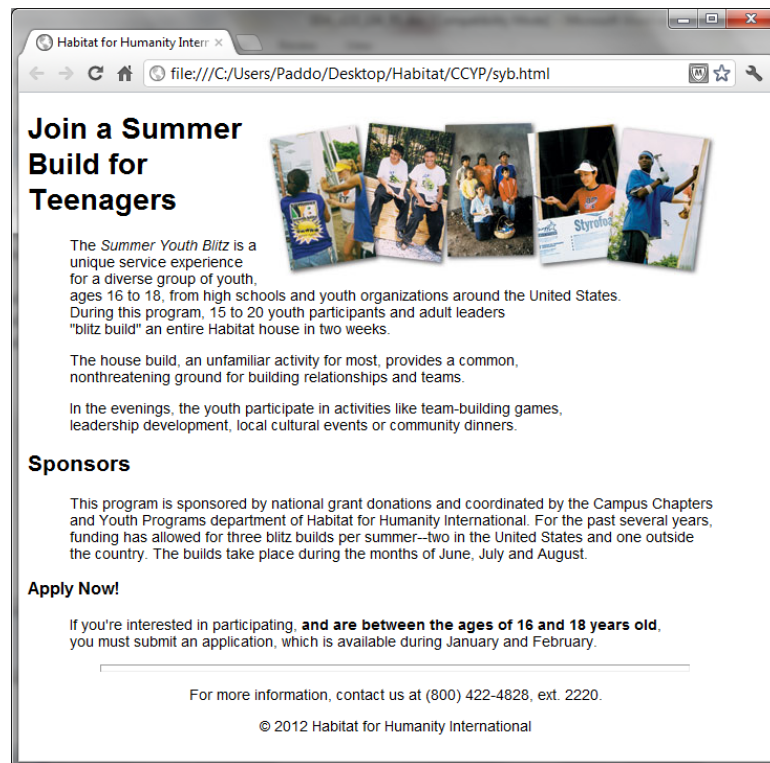 Habitat for Humanity Intern
file:///C:/Users/Paddo/Desktop/Habitat/CCYP/syb.html
Join a Summer
Build for
Teenagers
Styrofoa
The Summer Youth Blitz is a
unique service experience
for a diverse group of youth,
ages 16 to 18, from high schools and youth organizations around the United States.
During this program, 15 to 20 youth participants and adult leaders
"blitz build" an entire Habitat house in two weeks.
The house build, an unfamiliar activity for most, provides a common,
nonthreatening ground for building relationships and teams.
In the evenings, the youth participate in activities like team-building games,
leadership development, local cultural events or community dinners.
Sponsors
This program is sponsored by national grant donations and coordinated by the Campus Chapters
and Youth Programs department of Habitat for Humanity International. For the past several years,
funding has allowed for three blitz builds per summer--two in the United States and one outside
the country. The builds take place during the months of June, July and August.
Apply Now!
If you're interested in participating, and are between the ages of 16 and 18 years old,
you must submit an application, which is available during January and February.
For more information, contact us at (800) 422-4828, ext. 2220.
© 2012 Habitat for Humanity International